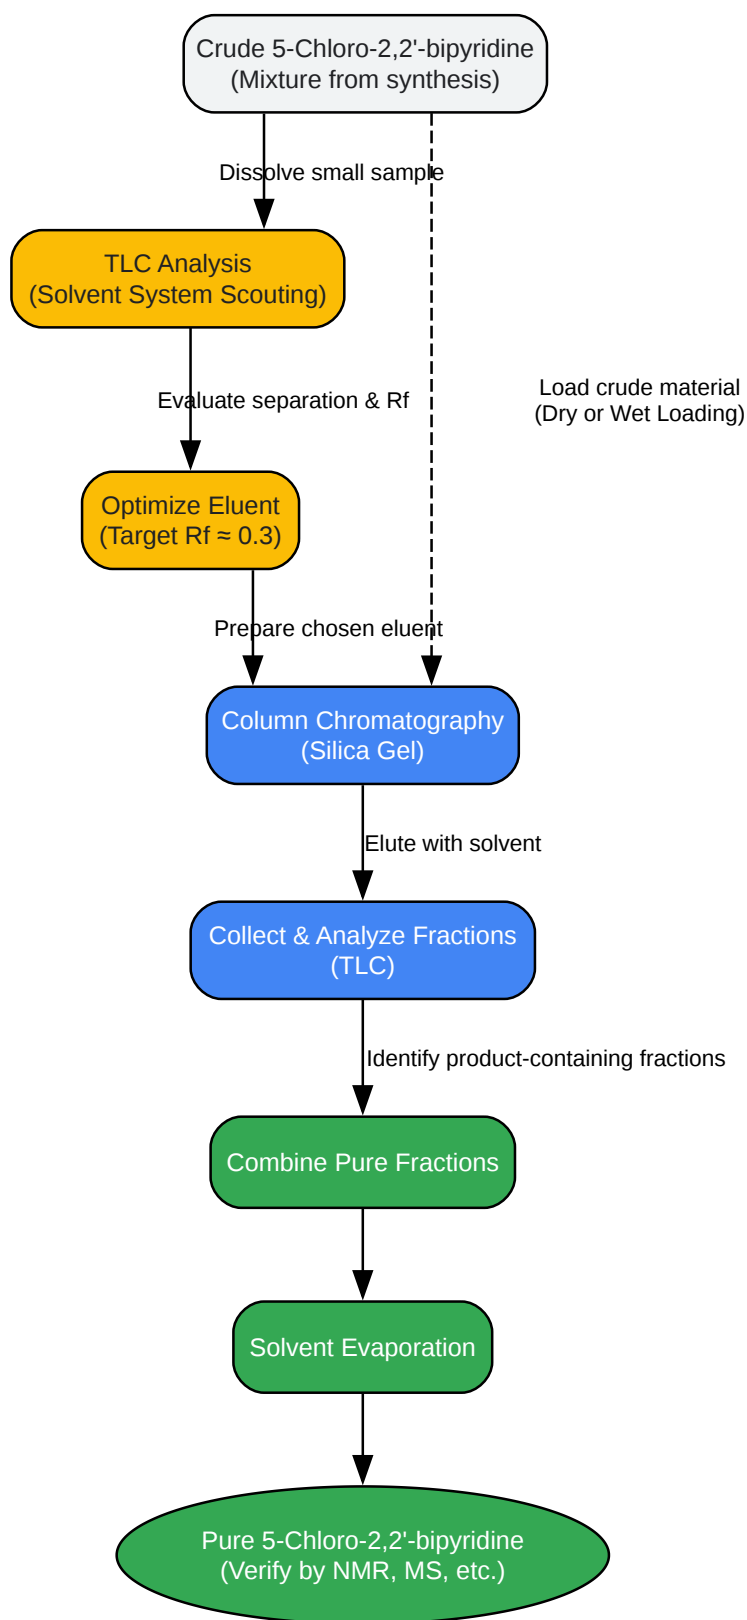 Crude 5-Chloro-2,2'-bipyridine
(Mixture from synthesis)
Dissolve small sample
TLC Analysis
(Solvent System Scouting)
Evaluate separation & Rf
Load crude material
(Dry or Wet Loading)
Optimize Eluent
(Target Rf ≈ 0.3)
Prepare chosen eluent
Column Chromatography
(Silica Gel)
Elute with solvent
Collect & Analyze Fractions
(TLC)
Identify product-containing fractions
Combine Pure Fractions
Solvent Evaporation
Pure 5-Chloro-2,2'-bipyridine
(Verify by NMR, MS, etc.)